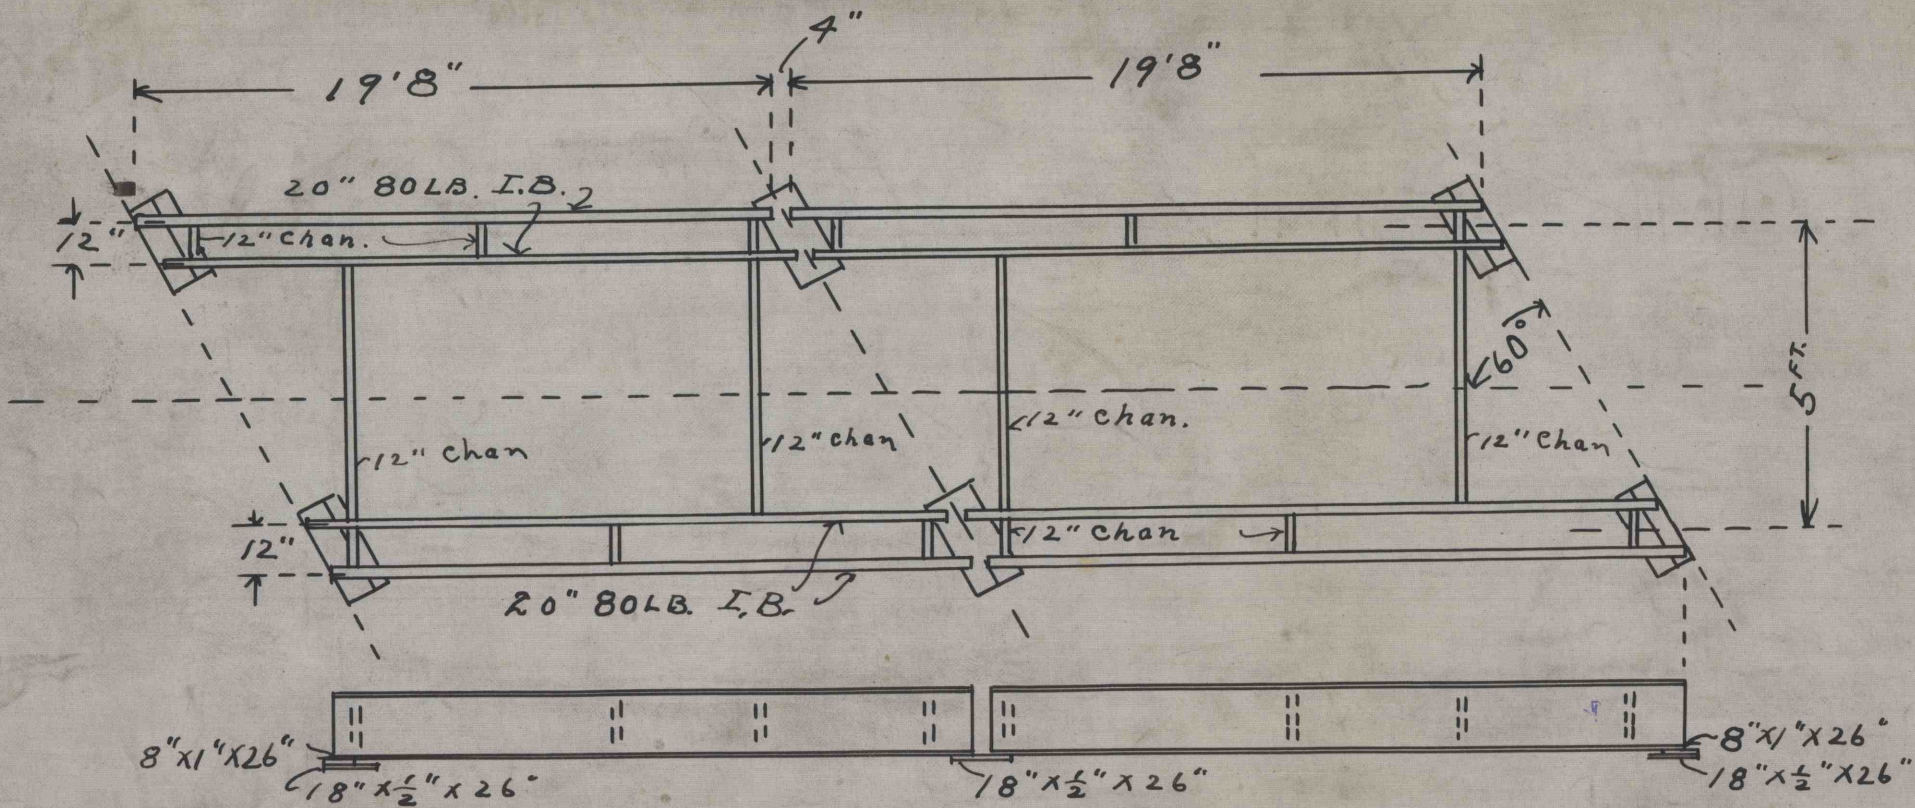 4"
19'8"
19'8"
20" 80LB. I.B.
12"
12" Chan.
60°
5 FT.
12" Chan.
12" Chan
12" Chan
12" Chan
12"
12" Chan
20" 80LB. I.B.
8"x1"x26"
18"x½"x26"
18"x½"x26"
8"x1"x26"
18"x½"x26"